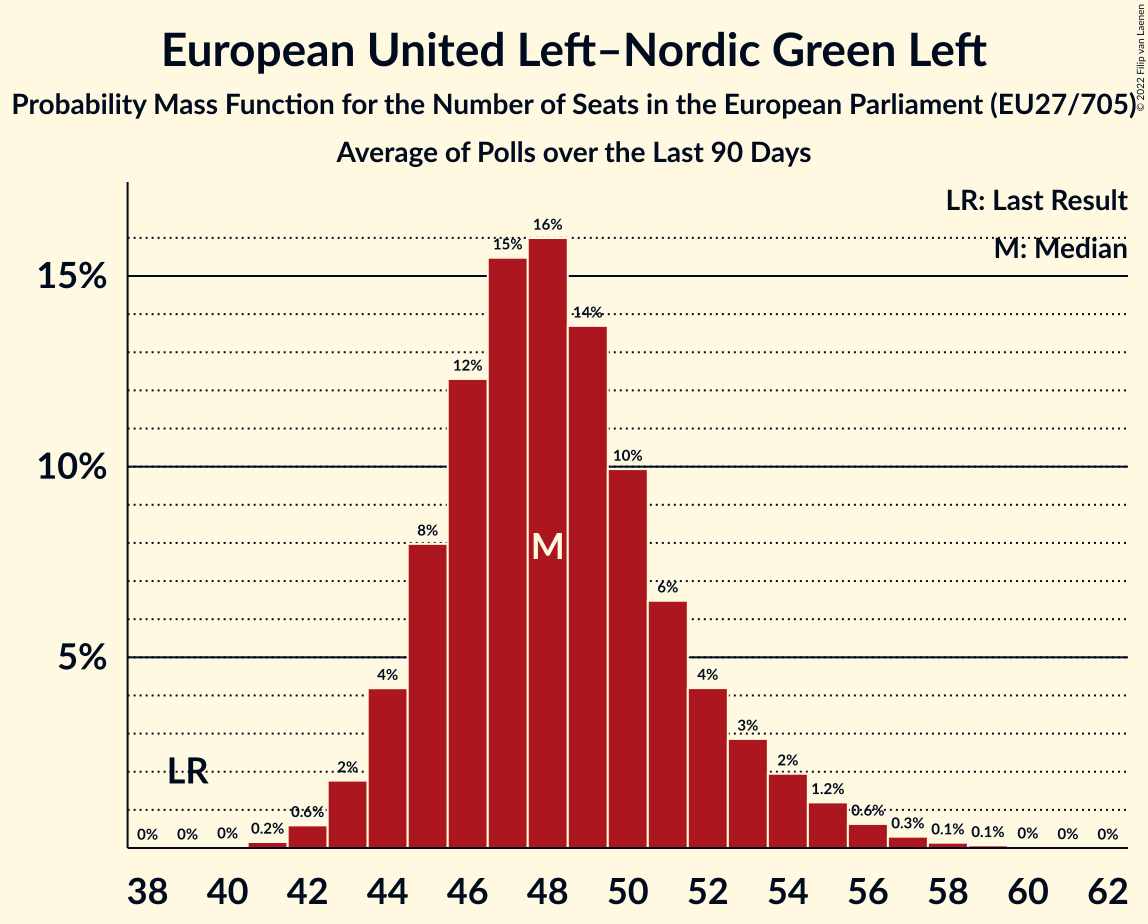 European United Left–Nordic Green Left
Probability Mass Function for the Number of Seats in the European Parliament (EU27/705)
Average of Polls over the Last 90 Days
© 2022 Filip van Laenen
LR: Last Result
M: Median
15%
10%
5%
0% 0% 0% 0.2% 0.6% 2% 4% 8% 12% 15% 16% 14% 10% 6% 4% 3% 2% 1.2% 0.6% 0.3% 0.1% 0.1% 0% 0% 0%
LR
M
38 40 42 44 46 48 50 52 54 56 58 60 62